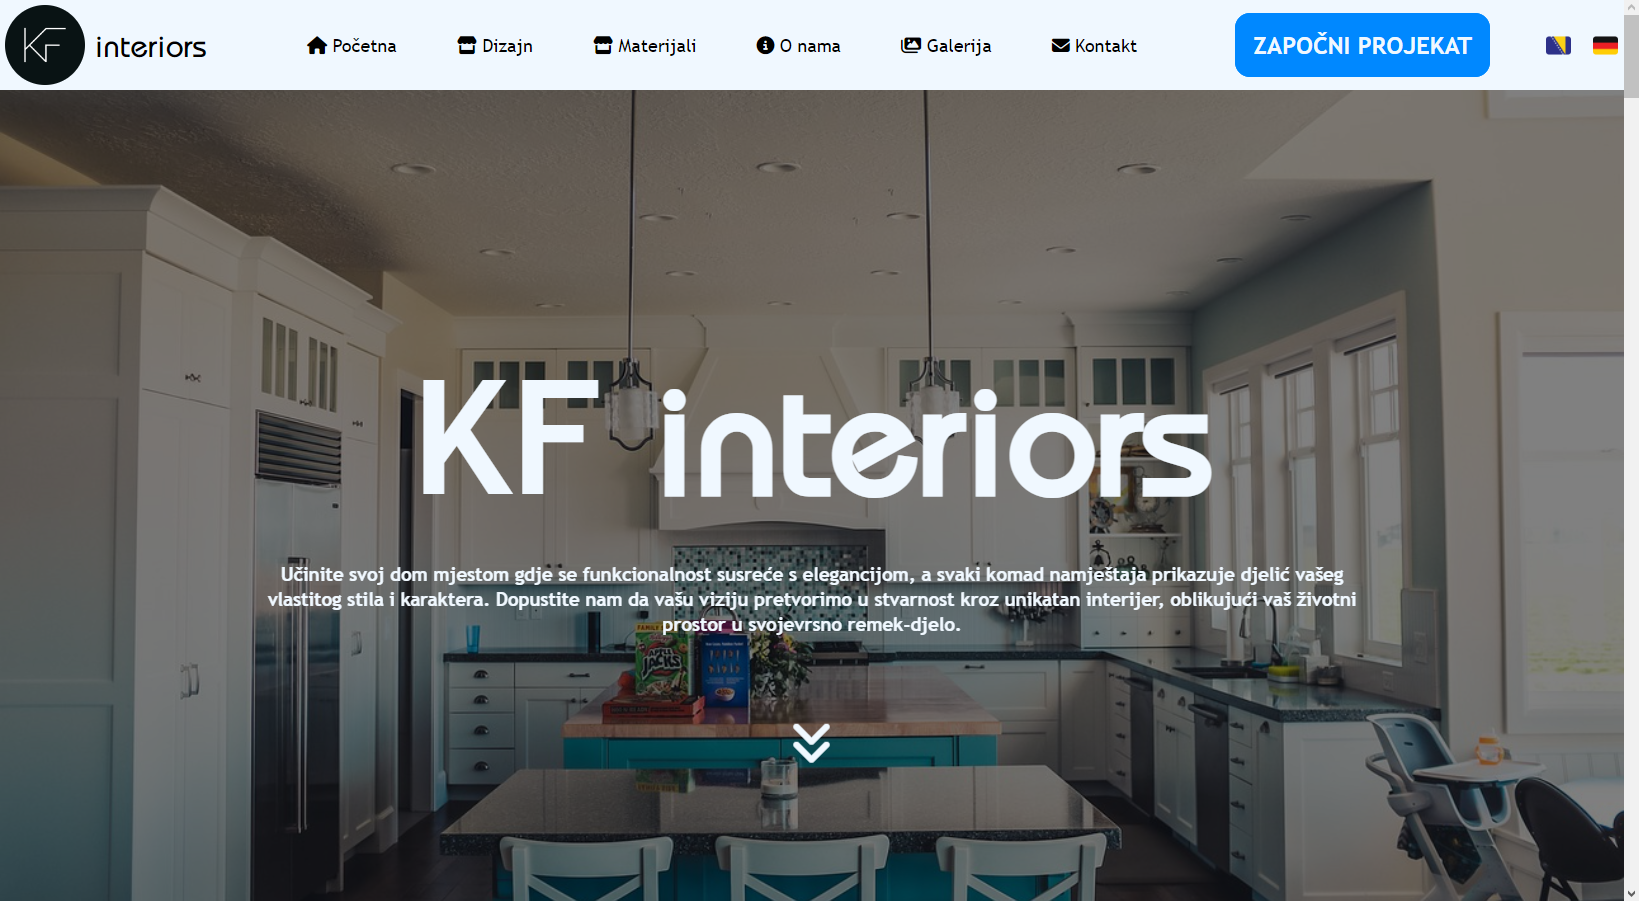 KF interiors
Početna
Dizajn
Materijali
O nama
Galerija
Kontakt
ZAPOČNI PROJEKAT
KF interiors
Učinite svoj dom mjestom gdje se funkcionalnost susreće s elegancijom, a svaki komad namještaja prikazuje djelić vašeg
vlastitog stila i karaktera. Dopustite nam da vašu viziju pretvorimo u stvarnost kroz unikatan interijer, oblikujući vaš životni
prostor u svojevrsno remek-djelo.
APPLE
JACKS